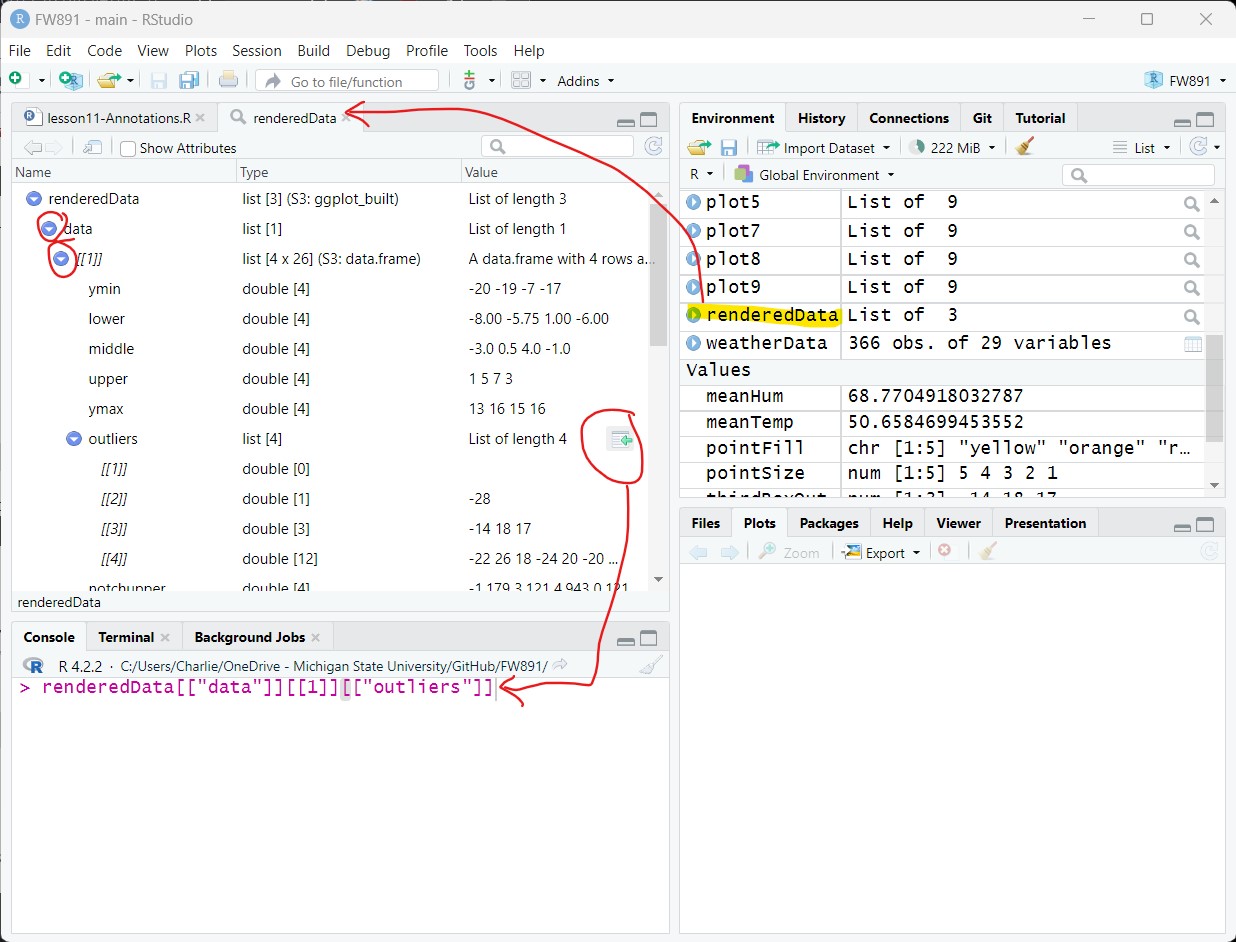 FW891 - main - RStudio
File Edit Code View Plots Session Build Debug Profile Tools Help
Go to file/function Addins FW891
lesson11-Annotations.R renderedData
Show Attributes
Name Type Value
renderedData list [3] (S3: ggplot_built) List of length 3
data list [1] List of length 1
[[1]] list [4 x 26] (S3: data.frame) A data.frame with 4 rows a...
ymin double [4] -20 -19 -7 -17
lower double [4] -8.00 -5.75 1.00 -6.00
middle double [4] -3.0 0.5 4.0 -1.0
upper double [4] 1 5 7 3
ymax double [4] 13 16 15 16
outliers list [4] List of length 4
[[1]] double [0]
[[2]] double [1] -28
[[3]] double [3] -14 18 17
[[4]] double [12] -22 26 18 -24 20 -20 ...
notchupper double [4] -1.179 3.121 4.943 0.121
renderedData
Console Terminal Background Jobs
R 4.2.2 · C:/Users/Charlie/OneDrive - Michigan State University/GitHub/FW891/
> renderedData[["data"]][[1]][["outliers"]]
Environment History Connections Git Tutorial
Import Dataset 222 MiB List
R Global Environment
plot5 List of 9
plot7 List of 9
plot8 List of 9
plot9 List of 9
renderedData List of 3
weatherData 366 obs. of 29 variables
Values
meanHum 68.7704918032787
meanTemp 50.6584699453552
pointFill chr [1:5] "yellow" "orange" "r...
pointSize num [1:5] 5 4 3 2 1
thirdBoxOut num [1:3] -14 18 17
Files Plots Packages Help Viewer Presentation
Zoom Export